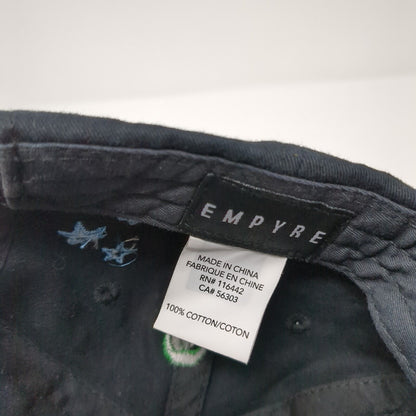 EMPYRE
MADE IN CHINA
FABRIQUE EN CHINE
RN# 116442
CA# 56303
100% COTTON/COTON